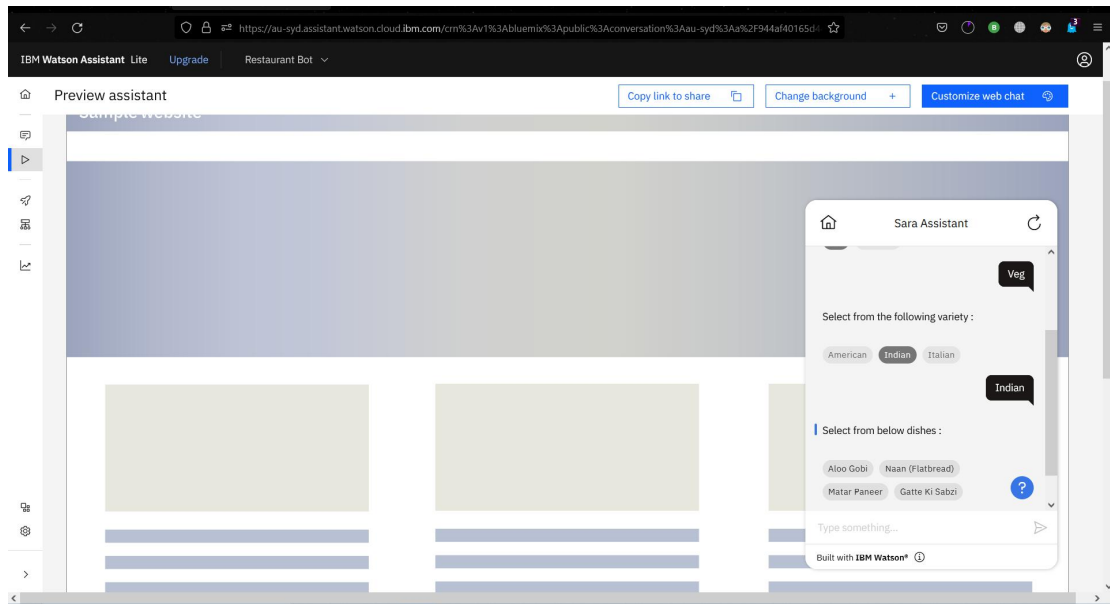 https://au-syd.assistant.watson.cloud.ibm.com/crn%3Av1%3Abluemix%3Apublic%3Aconversation%3Aau-syd%3Aa%2F944af40165d4
3
IBM Watson Assistant Lite Upgrade Restaurant Bot
Preview assistant Copy link to share Change background + Customize web chat
Sample website
Sara Assistant
Veg
Select from the following variety :
American Indian Italian
Indian
Select from below dishes :
Aloo Gobi Naan (Flatbread)
Matar Paneer Gatte Ki Sabzi
?
Type something...
Built with IBM Watson®